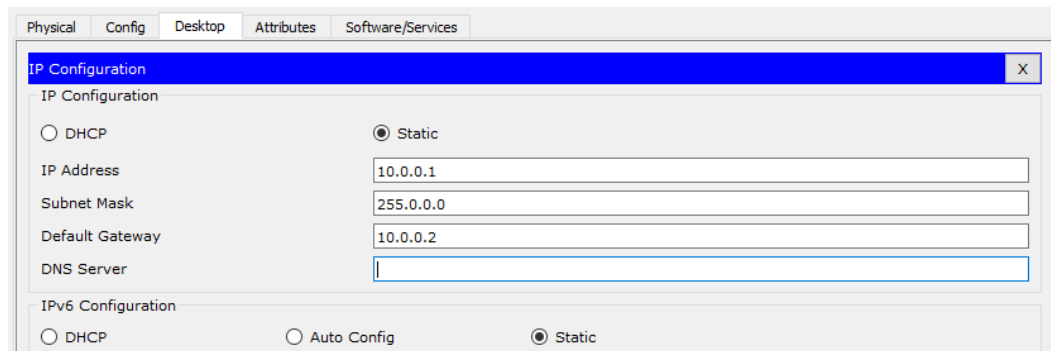 Physical Config Desktop Attributes Software/Services
IP Configuration X
IP Configuration
DHCP Static
IP Address 10.0.0.1
Subnet Mask 255.0.0.0
Default Gateway 10.0.0.2
DNS Server
IPv6 Configuration
DHCP Auto Config Static